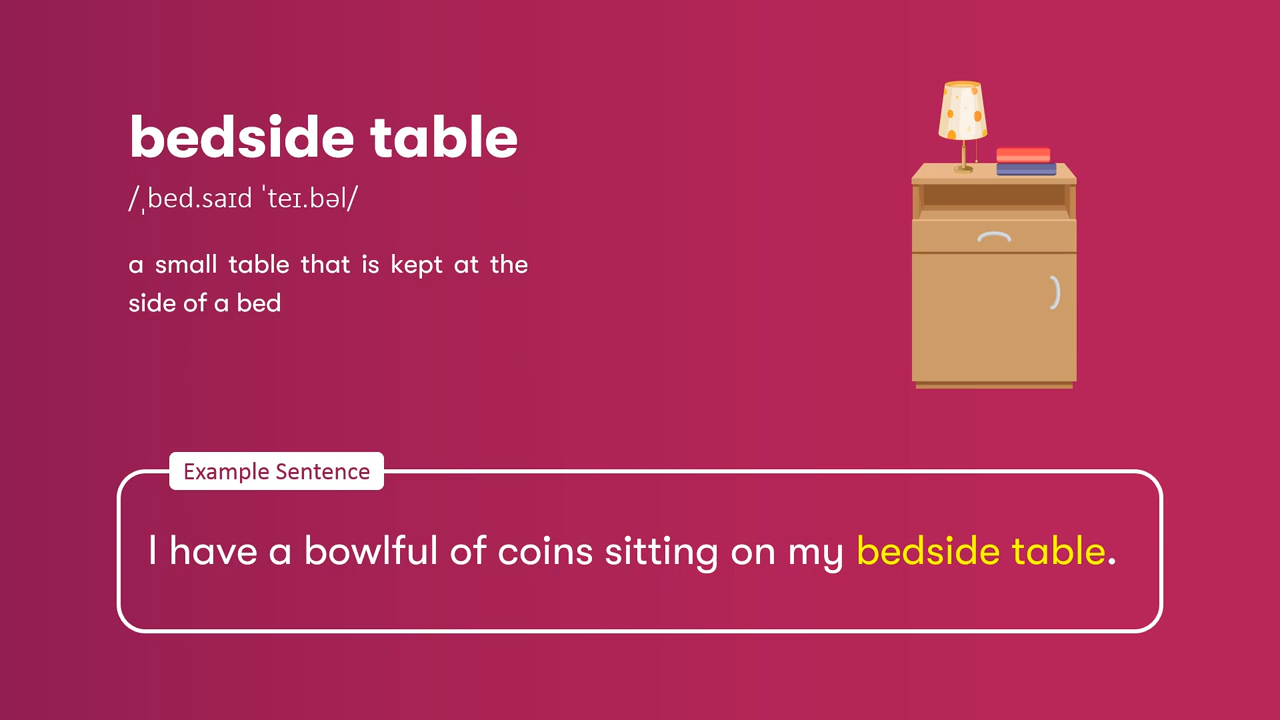 bedside table
/ˌbed.saɪd ˈteɪ.bəl/
a small table that is kept at the
side of a bed
Example Sentence
I have a bowlful of coins sitting on my bedside table.